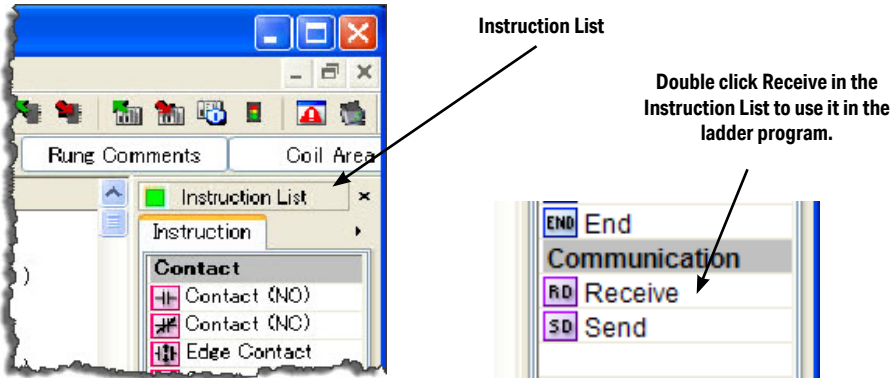 Instruction List
Double click Receive in the
Instruction List to use it in the
ladder program.
Rung Comments
Coil Area
Instruction List
Instruction
Contact
Contact (NO)
Contact (NC)
Edge Contact
)
END End
Communication
RD Receive
SD Send